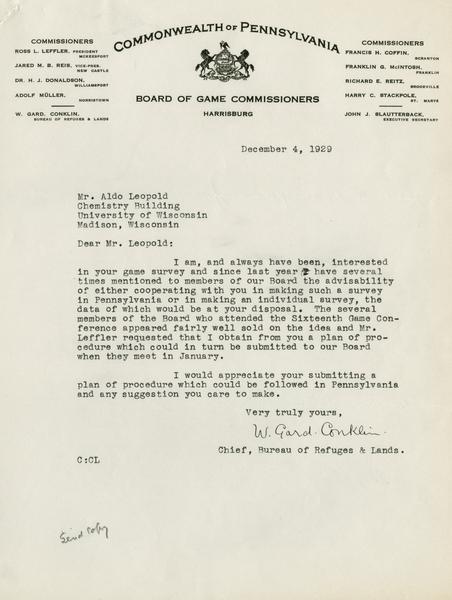 COMMONWEALTH OF PENNSYLVANIA
COMMISSIONERS
ROSS L. LEFFLER, PRESIDENT
MCKEESPORT
JARED M. B. REIS, VICE-PRES.
NEW CASTLE
DR. H. J. DONALDSON,
WILLIAMSPORT
ADOLF MÜLLER,
NORRISTOWN
W. GARD. CONKLIN,
BUREAU OF REFUGES & LANDS
BOARD OF GAME COMMISSIONERS
HARRISBURG
COMMISSIONERS
FRANCIS H. COFFIN,
SCRANTON
FRANKLIN G. McINTOSH,
FRANKLIN
RICHARD E. REITZ,
BROOKVILLE
HARRY C. STACKPOLE,
ST. MARYS
JOHN J. SLAUTTERBACK,
EXECUTIVE SECRETARY
December 4, 1929
Mr. Aldo Leopold
Chemistry Building
University of Wisconsin
Madison, Wisconsin
Dear Mr. Leopold:
I am, and always have been, interested
in your game survey and since last year I have several
times mentioned to members of our Board the advisability
of either cooperating with you in making such a survey
in Pennsylvania or in making an individual survey, the
data of which would be at your disposal. The several
members of the Board who attended the Sixteenth Game Con-
ference appeared fairly well sold on the idea and Mr.
Leffler requested that I obtain from you a plan of pro-
cedure which could in turn be submitted to our Board
when they meet in January.
I would appreciate your submitting a
plan of procedure which could be followed in Pennsylvania
and any suggestion you care to make.
Very truly yours,
W. Gard. Conklin.
Chief, Bureau of Refuges & Lands.
C:CL
Send copy